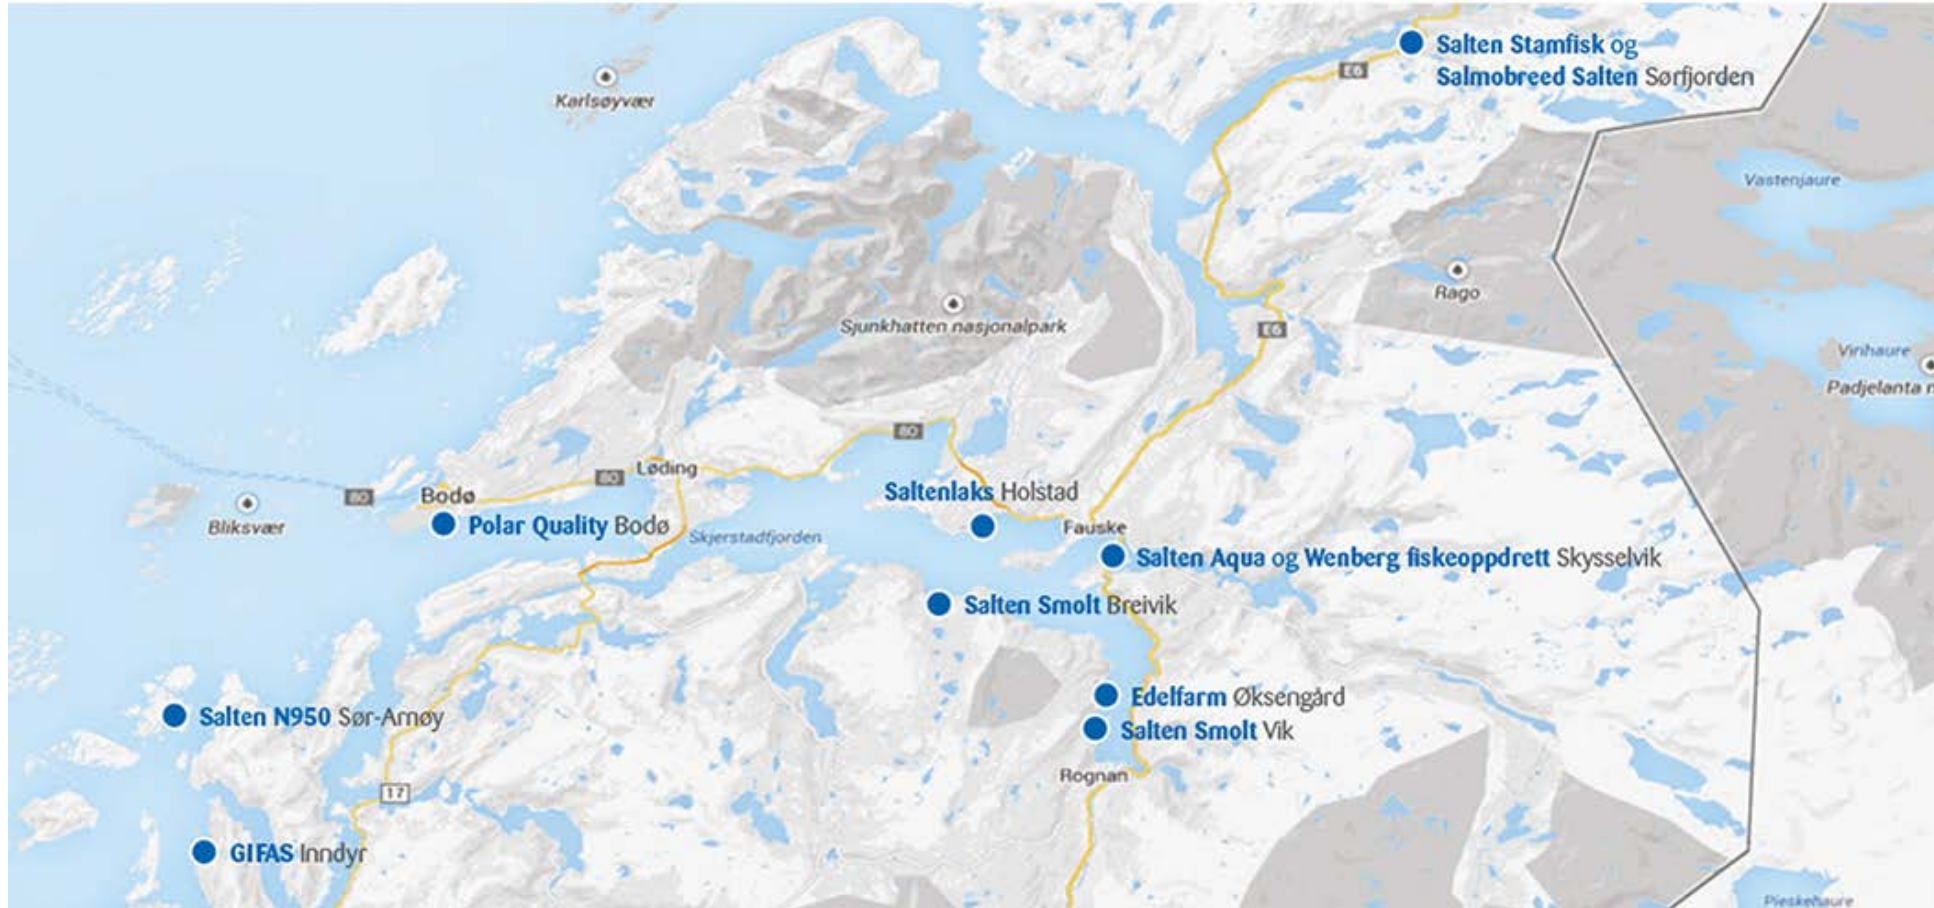 Salten Stamfisk og
Salmobreed Salten Sørfjorden
E6
Karlsøyvær
Vastenjaure
Rago
Sjunkhatten nasjonalpark
E6
Virihaure
Padjelanta n
80
Løding
80
80
Bodø
Saltenlaks Holstad
Bliksvær
Polar Quality Bodø
Skjerstadfjorden
Fauske
Salten Aqua og Wenberg fiskeoppdrett Skysselvik
Salten Smolt Breivik
Edelfarm Øksengård
Salten N950 Sør-Arnøy
Salten Smolt Vik
Rognan
17
GIFAS Inndyr
Pieskehaure